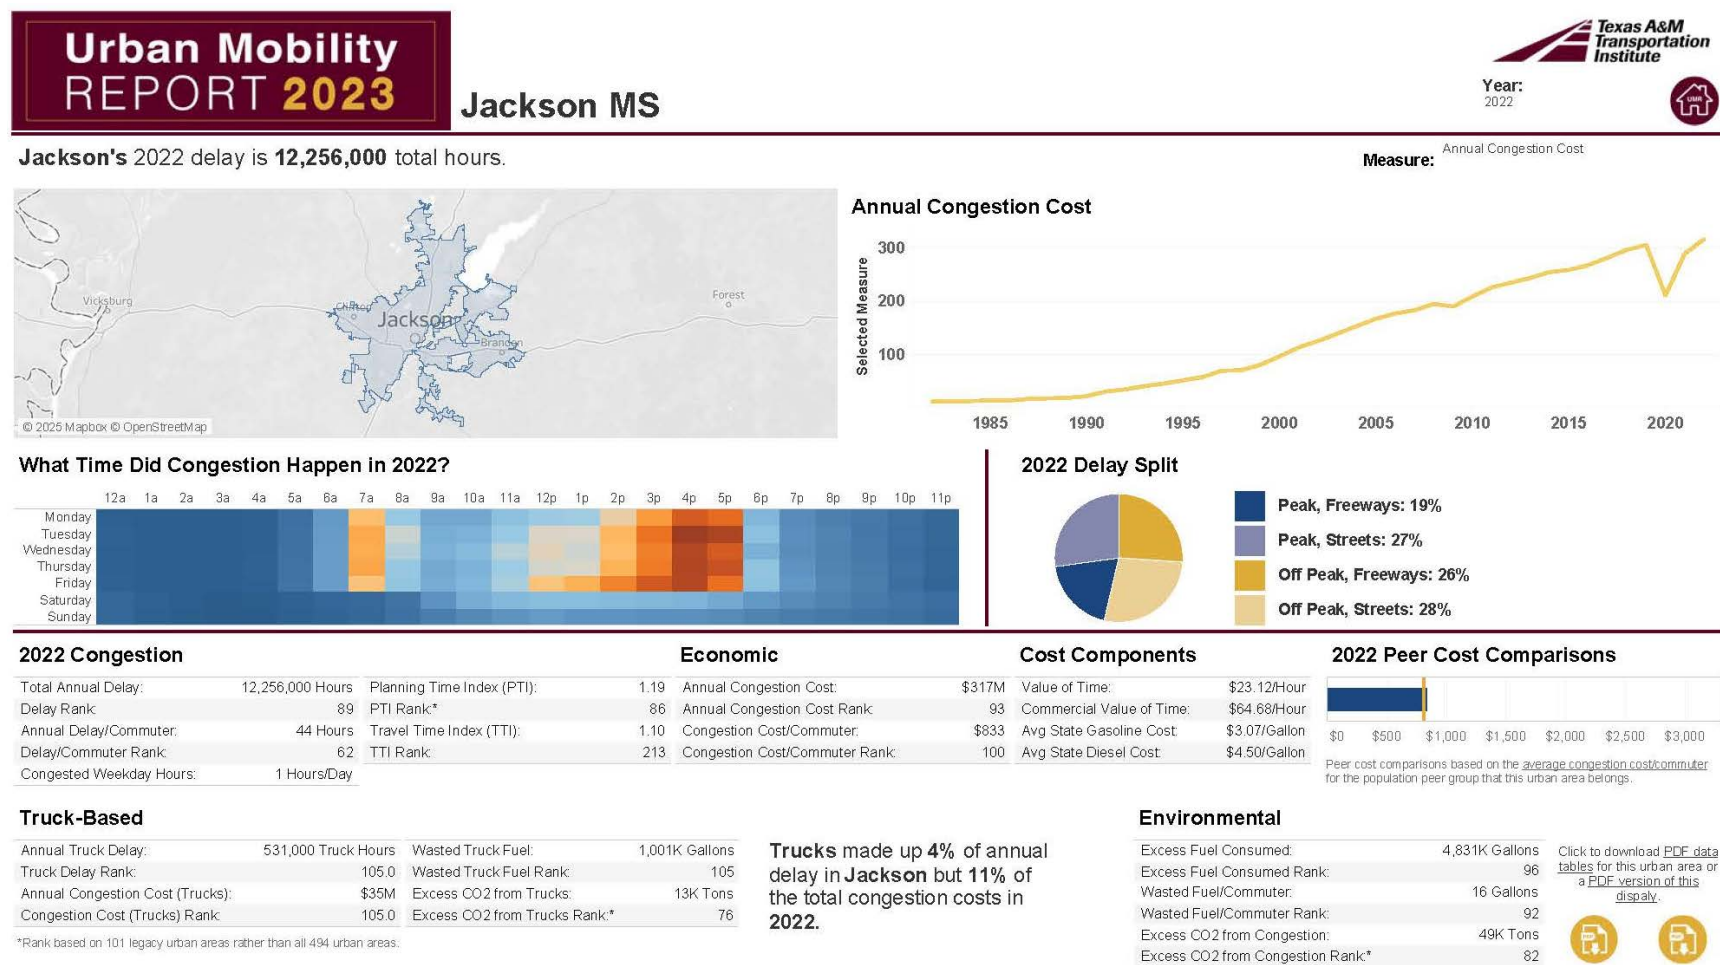 Urban Mobility
REPORT 2023
Jackson MS
Texas A&M
Transportation
Institute
Year:
2022
UMR
Jackson's 2022 delay is 12,256,000 total hours.
Measure:
Annual Congestion Cost
Vicksburg
Clinton
Jackson
Brandon
Forest
© 2025 Mapbox © OpenStreetMap
Annual Congestion Cost
Selected Measure
300
200
100
1985 1990 1995 2000 2005 2010 2015 2020
What Time Did Congestion Happen in 2022?
12a 1a 2a 3a 4a 5a 6a 7a 8a 9a 10a 11a 12p 1p 2p 3p 4p 5p 6p 7p 8p 9p 10p 11p
Monday
Tuesday
Wednesday
Thursday
Friday
Saturday
Sunday
2022 Delay Split
Peak, Freeways: 19%
Peak, Streets: 27%
Off Peak, Freeways: 26%
Off Peak, Streets: 28%
2022 Congestion
Total Annual Delay: 12,256,000 Hours
Delay Rank: 89
Annual Delay/Commuter: 44 Hours
Delay/Commuter Rank: 62
Congested Weekday Hours: 1 Hours/Day
Planning Time Index (PTI): 1.19
PTI Rank:* 86
Travel Time Index (TTI): 1.10
TTI Rank: 213
Economic
Annual Congestion Cost: $317M
Annual Congestion Cost Rank: 93
Congestion Cost/Commuter: $833
Congestion Cost/Commuter Rank: 100
Cost Components
Value of Time: $23.12/Hour
Commercial Value of Time: $64.68/Hour
Avg State Gasoline Cost: $3.07/Gallon
Avg State Diesel Cost: $4.50/Gallon
2022 Peer Cost Comparisons
$0 $500 $1,000 $1,500 $2,000 $2,500 $3,000
Peer cost comparisons based on the average congestion cost/commuter
for the population peer group that this urban area belongs.
Truck-Based
Annual Truck Delay: 531,000 Truck Hours
Truck Delay Rank: 105.0
Annual Congestion Cost (Trucks): $35M
Congestion Cost (Trucks) Rank: 105.0
Wasted Truck Fuel: 1,001K Gallons
Wasted Truck Fuel Rank: 105
Excess CO2 from Trucks: 13K Tons
Excess CO2 from Trucks Rank:* 76
*Rank based on 101 legacy urban areas rather than all 494 urban areas.
Trucks made up 4% of annual
delay in Jackson but 11% of
the total congestion costs in
2022.
Environmental
Excess Fuel Consumed: 4,831K Gallons
Excess Fuel Consumed Rank: 96
Wasted Fuel/Commuter: 16 Gallons
Wasted Fuel/Commuter Rank: 92
Excess CO2 from Congestion: 49K Tons
Excess CO2 from Congestion Rank:* 82
Click to download PDF data
tables for this urban area or
a PDF version of this
dispaly.